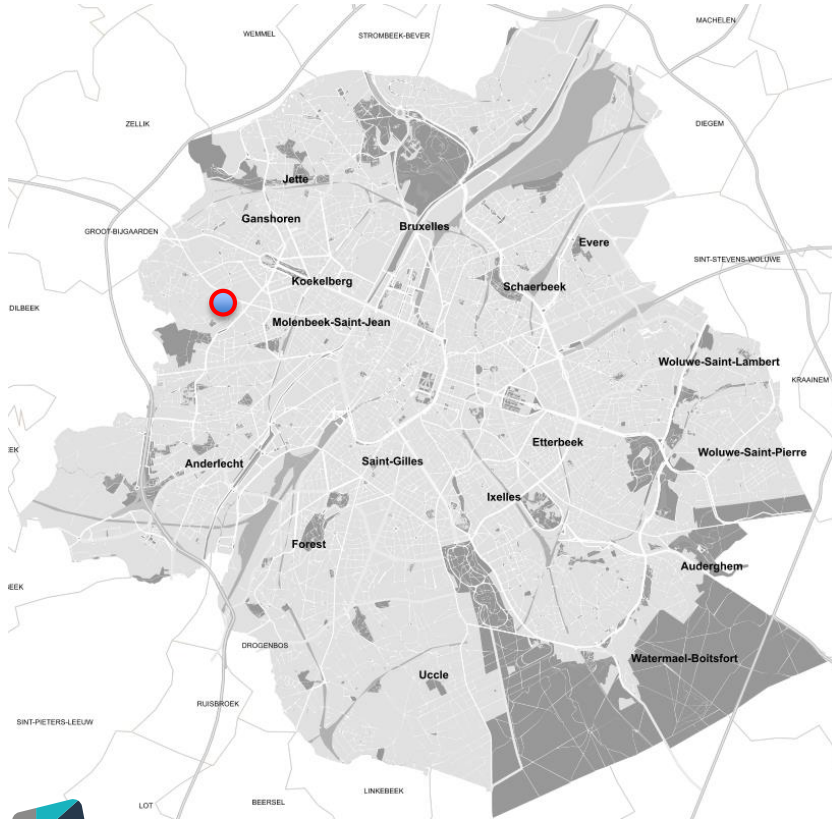 MACHELEN
WEMMEL
STROMBEEK-BEVER
ZELLIK
DIEGEM
Jette
Ganshoren
Bruxelles
GROOT-BIJGAARDEN
Evere
SINT-STEVENS-WOLUWE
Koekelberg
Schaerbeek
DILBEEK
Molenbeek-Saint-Jean
Woluwe-Saint-Lambert
KRAAINEM
Etterbeek
EEK
Woluwe-Saint-Pierre
Anderlecht
Saint-Gilles
Ixelles
Forest
Auderghem
BEEK
DROGENBOS
Watermael-Boitsfort
Uccle
RUISBROEK
SINT-PIETERS-LEEUW
LINKEBEEK
LOT
BEERSEL